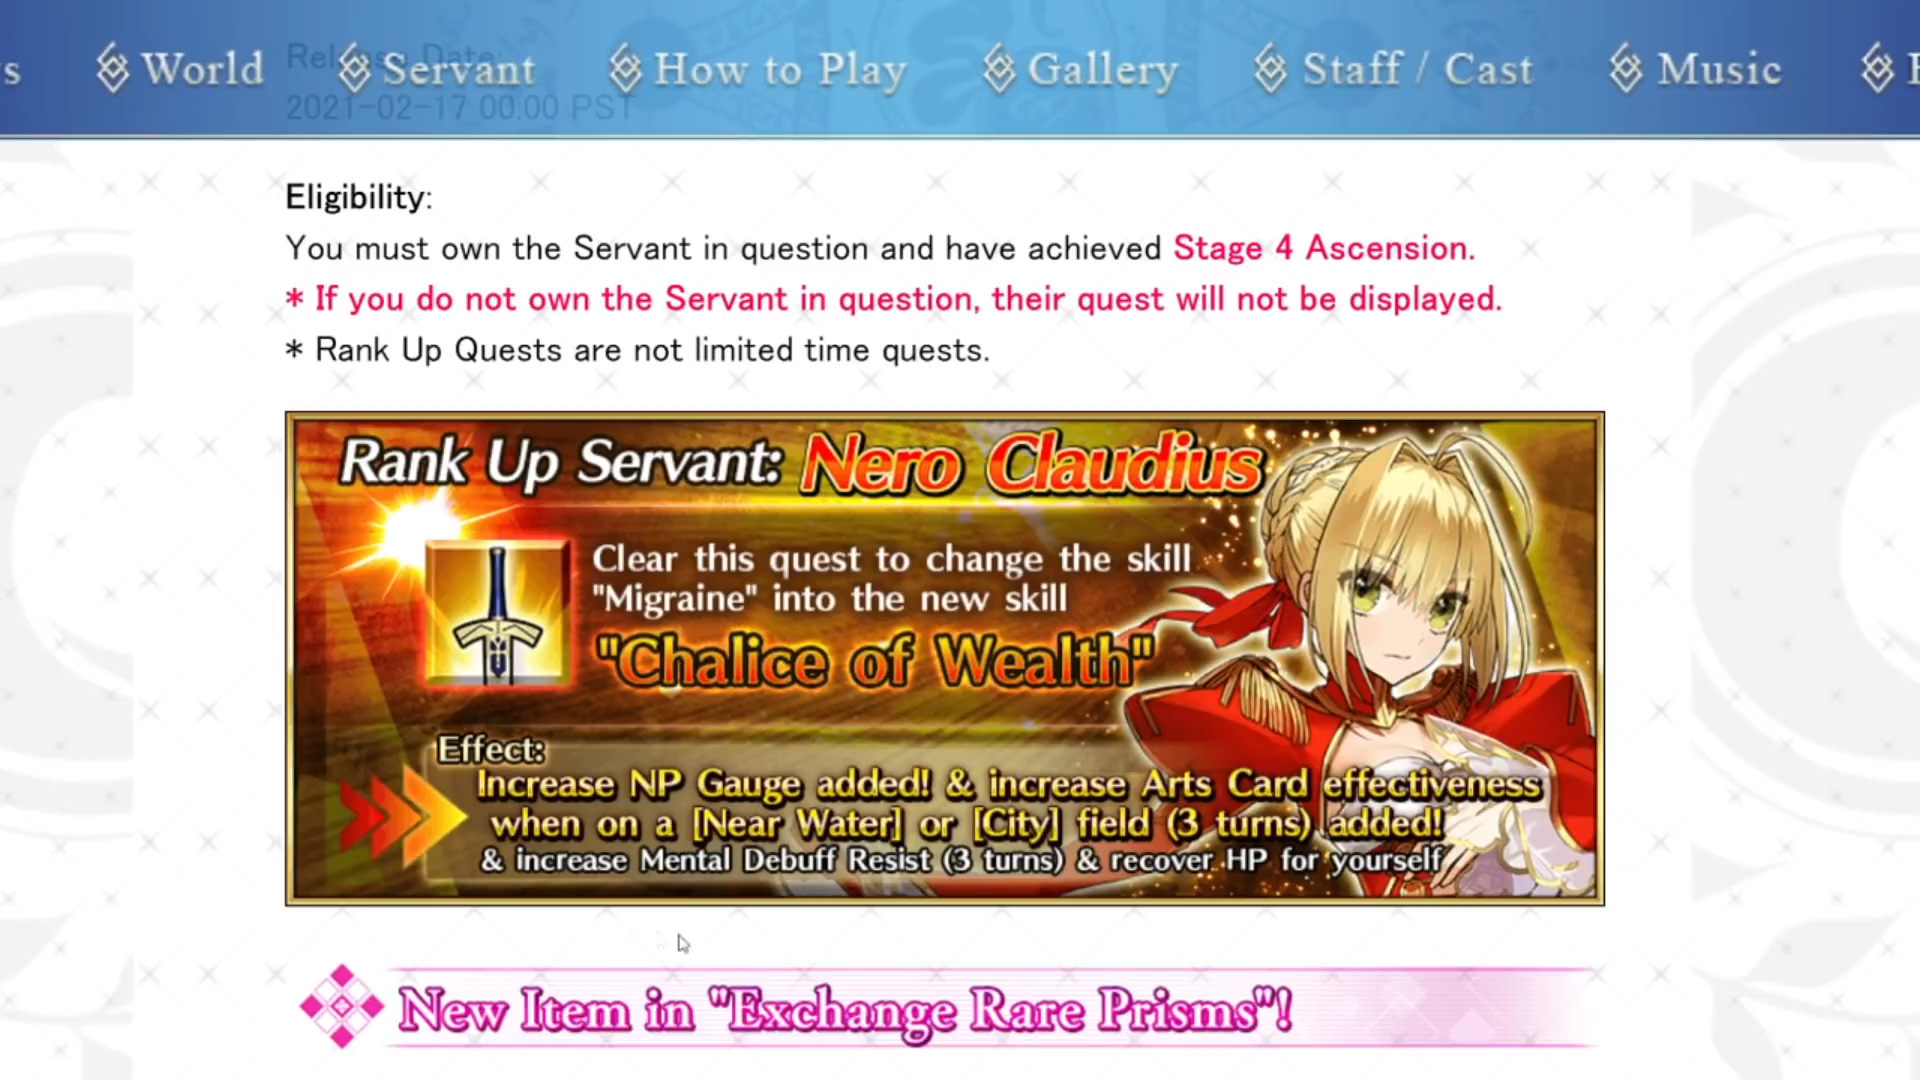 s World Servant How to Play Gallery Staff / Cast Music
Release Date:
2021-02-17 00:00 PST
Eligibility:
You must own the Servant in question and have achieved Stage 4 Ascension.
* If you do not own the Servant in question, their quest will not be displayed.
* Rank Up Quests are not limited time quests.
Rank Up Servant: Nero Claudius
Clear this quest to change the skill
"Migraine" into the new skill
"Chalice of Wealth"
Effect:
Increase NP Gauge added! & increase Arts Card effectiveness
when on a [Near Water] or [City] field (3 turns) added!
& increase Mental Debuff Resist (3 turns) & recover HP for yourself
New Item in "Exchange Rare Prisms"!